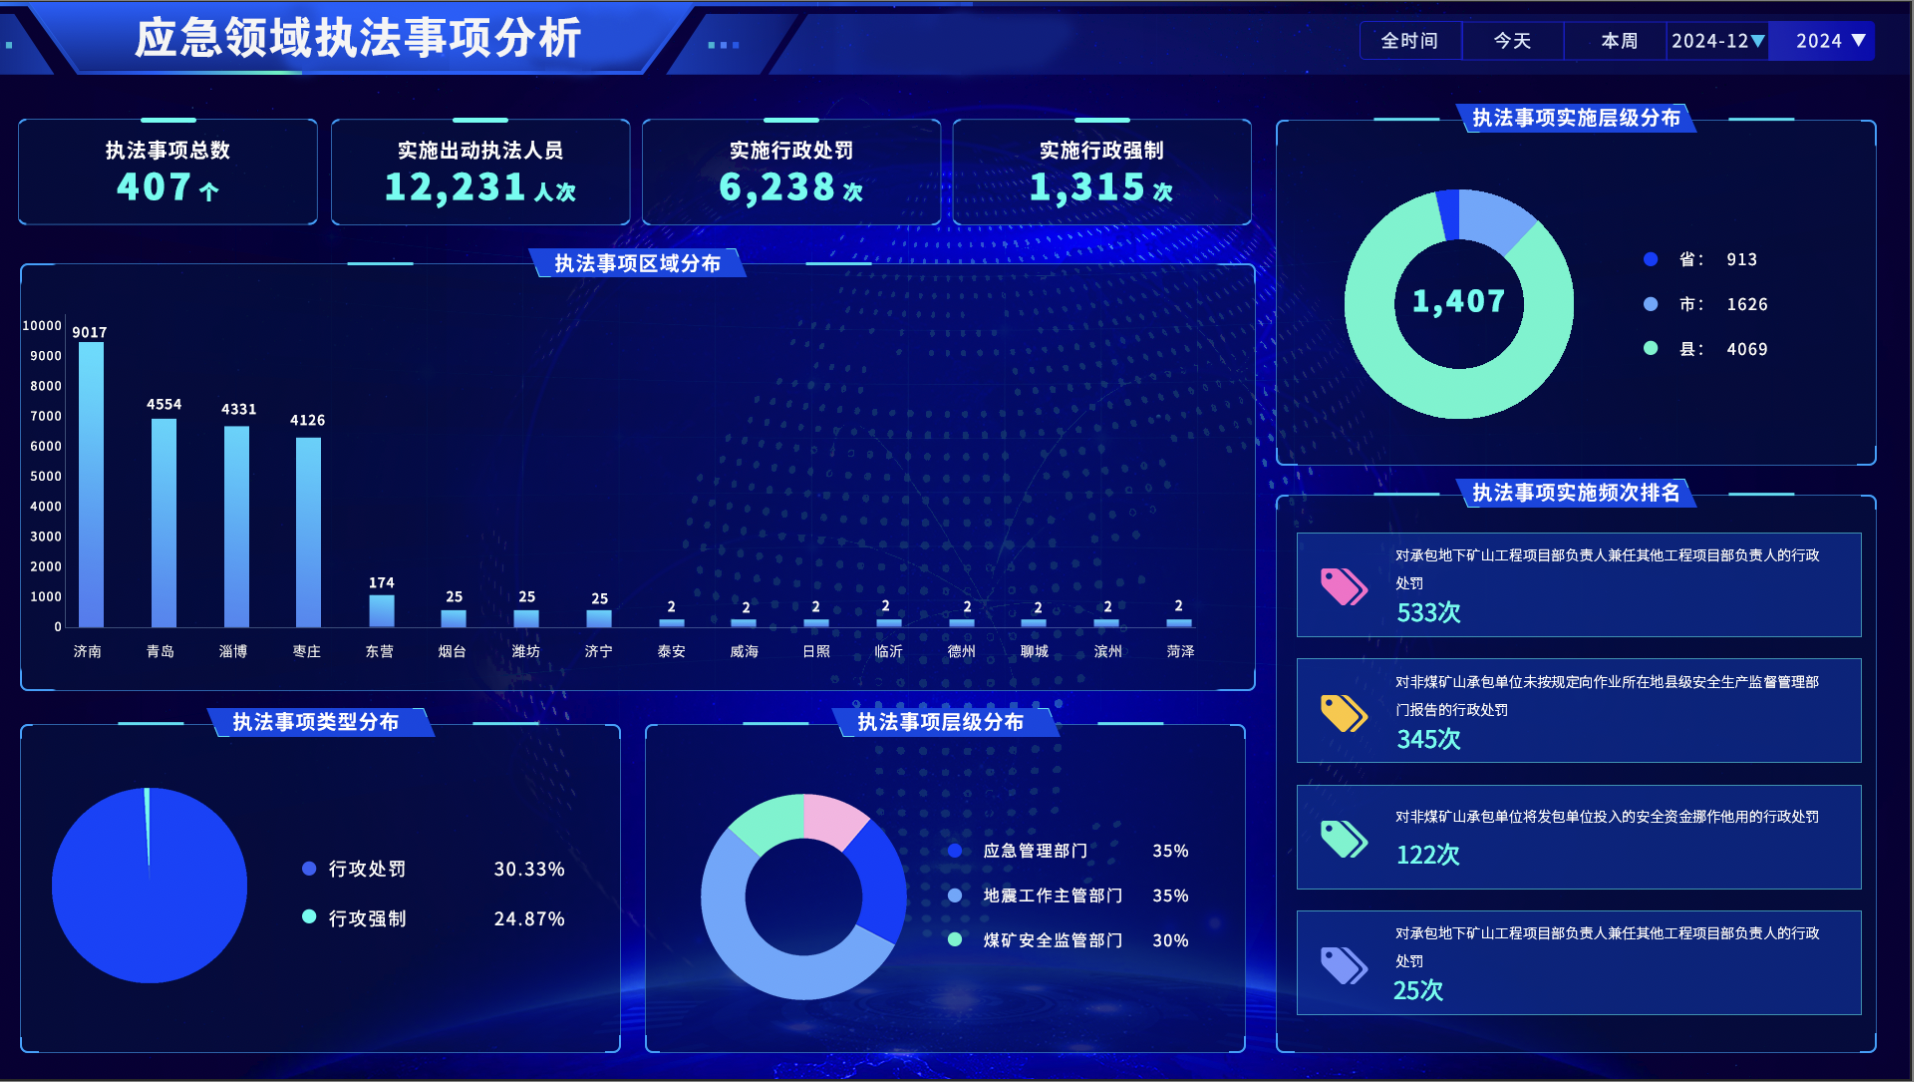 应急领域执法事项分析
全时间
今天
本周
2024-12▼
2024 ▼
执法事项总数
407 个
实施出动执法人员
12,231 人次
实施行政处罚
6,238 次
实施行政强制
1,315 次
执法事项实施层级分布
1,407
省： 913
市： 1626
县： 4069
执法事项区域分布
10000
9000
8000
7000
6000
5000
4000
3000
2000
1000
0
9017
4554
4331
4126
174
25
25
25
2
2
2
2
2
2
2
2
济南
青岛
淄博
枣庄
东营
烟台
潍坊
济宁
泰安
威海
日照
临沂
德州
聊城
滨州
菏泽
执法事项实施频次排名
对承包地下矿山工程项目部负责人兼任其他工程项目部负责人的行政
处罚
533次
对非煤矿山承包单位未按规定向作业所在地县级安全生产监督管理部
门报告的行政处罚
345次
对非煤矿山承包单位将发包单位投入的安全资金挪作他用的行政处罚
122次
对承包地下矿山工程项目部负责人兼任其他工程项目部负责人的行政
处罚
25次
执法事项类型分布
行政处罚 30.33%
行政强制 24.87%
执法事项层级分布
应急管理部门 35%
地震工作主管部门 35%
煤矿安全监管部门 30%